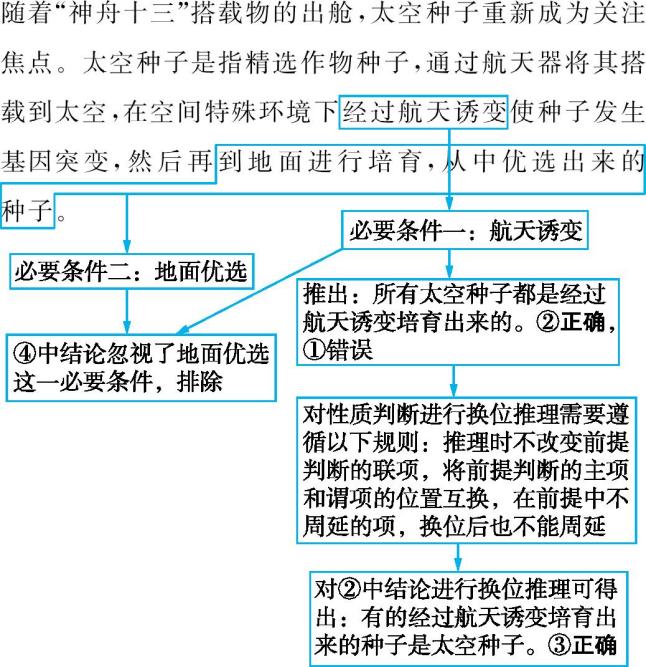 随着“神舟十三”搭载物的出舱,太空种子重新成为关注
焦点。太空种子是指精选作物种子,通过航天器将其搭
载到太空,在空间特殊环境下经过航天诱变使种子发生
基因突变,然后再到地面进行培育,从中优选出来的
种子。
必要条件一：航天诱变
必要条件二：地面优选
推出：所有太空种子都是经过
航天诱变培育出来的。②正确，
①错误
④中结论忽视了地面优选
这一必要条件，排除
对性质判断进行换位推理需要遵
循以下规则：推理时不改变前提
判断的联项，将前提判断的主项
和谓项的位置互换，在前提中不
周延的项，换位后也不能周延
对②中结论进行换位推理可得
出：有的经过航天诱变培育出
来的种子是太空种子。③正确